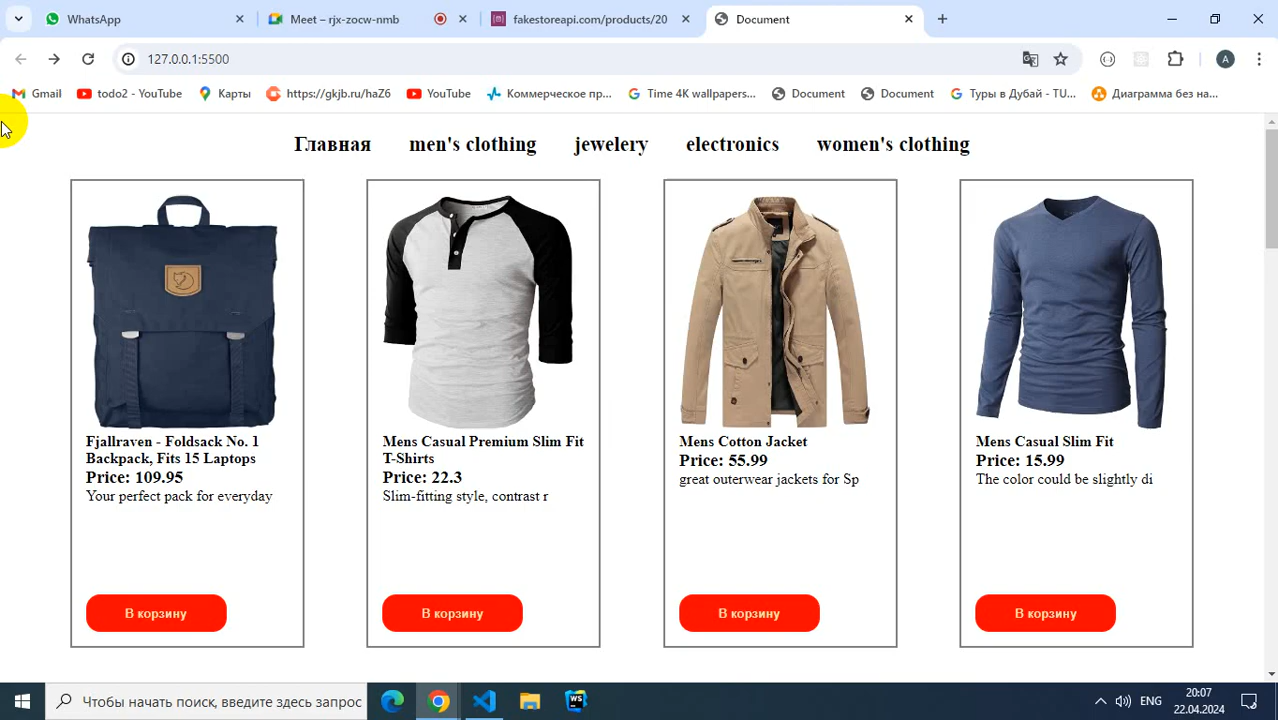 WhatsApp
Meet – rjx-zocw-nmb
fakestoreapi.com/products/20
Document
127.0.0.1:5500
A
Gmail
todo2 - YouTube
Карты
https://gkjb.ru/haZ6
YouTube
Коммерческое пр...
Time 4K wallpapers...
Document
Document
Туры в Дубай - TU...
Диаграмма без на...
Главная men's clothing jewelery electronics women's clothing
Fjallraven - Foldsack No. 1
Backpack, Fits 15 Laptops
Price: 109.95
Your perfect pack for everyday
В корзину
Mens Casual Premium Slim Fit
T-Shirts
Price: 22.3
Slim-fitting style, contrast r
В корзину
Mens Cotton Jacket
Price: 55.99
great outerwear jackets for Sp
В корзину
Mens Casual Slim Fit
Price: 15.99
The color could be slightly di
В корзину
Чтобы начать поиск, введите здесь запрос
WS
ENG
20:07
22.04.2024